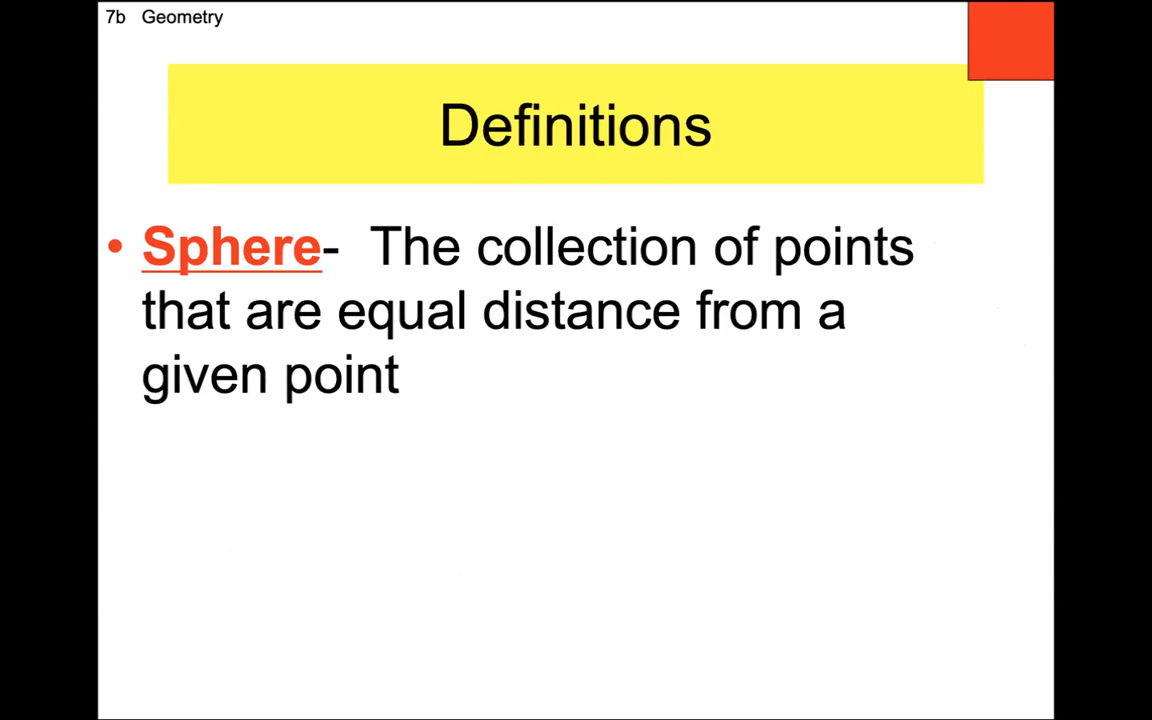 7b Geometry
Definitions
• Sphere- The collection of points
that are equal distance from a
given point